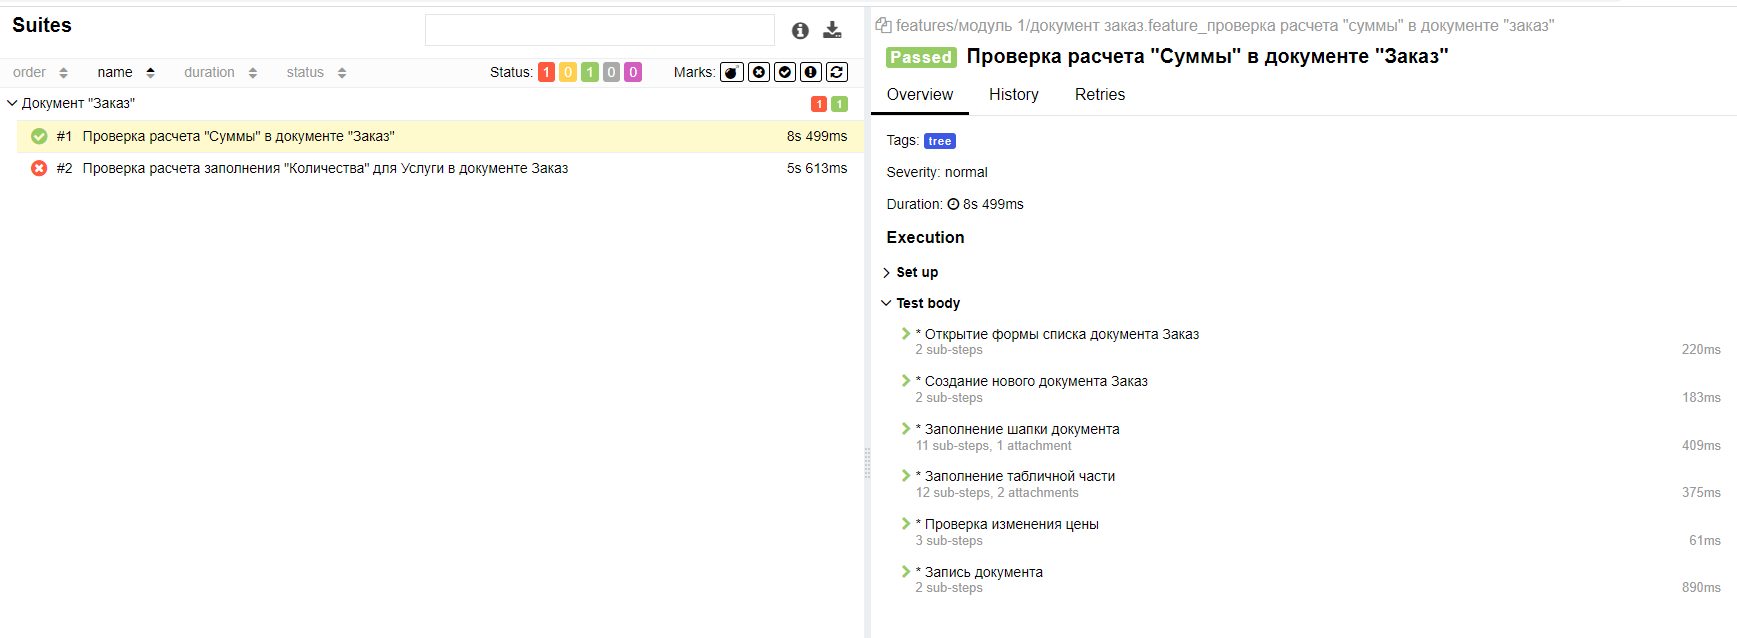 Suites
order name duration status Status: 1 0 1 0 0 Marks:
Документ "Заказ" 1 1
#1 Проверка расчета "Суммы" в документе "Заказ" 8s 499ms
#2 Проверка расчета заполнения "Количества" для Услуги в документе Заказ 5s 613ms
features/модуль 1/документ заказ.feature_проверка расчета "суммы" в документе "заказ"
Passed Проверка расчета "Суммы" в документе "Заказ"
Overview History Retries
Tags: tree
Severity: normal
Duration: 8s 499ms
Execution
Set up
Test body
* Открытие формы списка документа Заказ
2 sub-steps 220ms
* Создание нового документа Заказ
2 sub-steps 183ms
* Заполнение шапки документа
11 sub-steps, 1 attachment 409ms
* Заполнение табличной части
12 sub-steps, 2 attachments 375ms
* Проверка изменения цены
3 sub-steps 61ms
* Запись документа
2 sub-steps 890ms